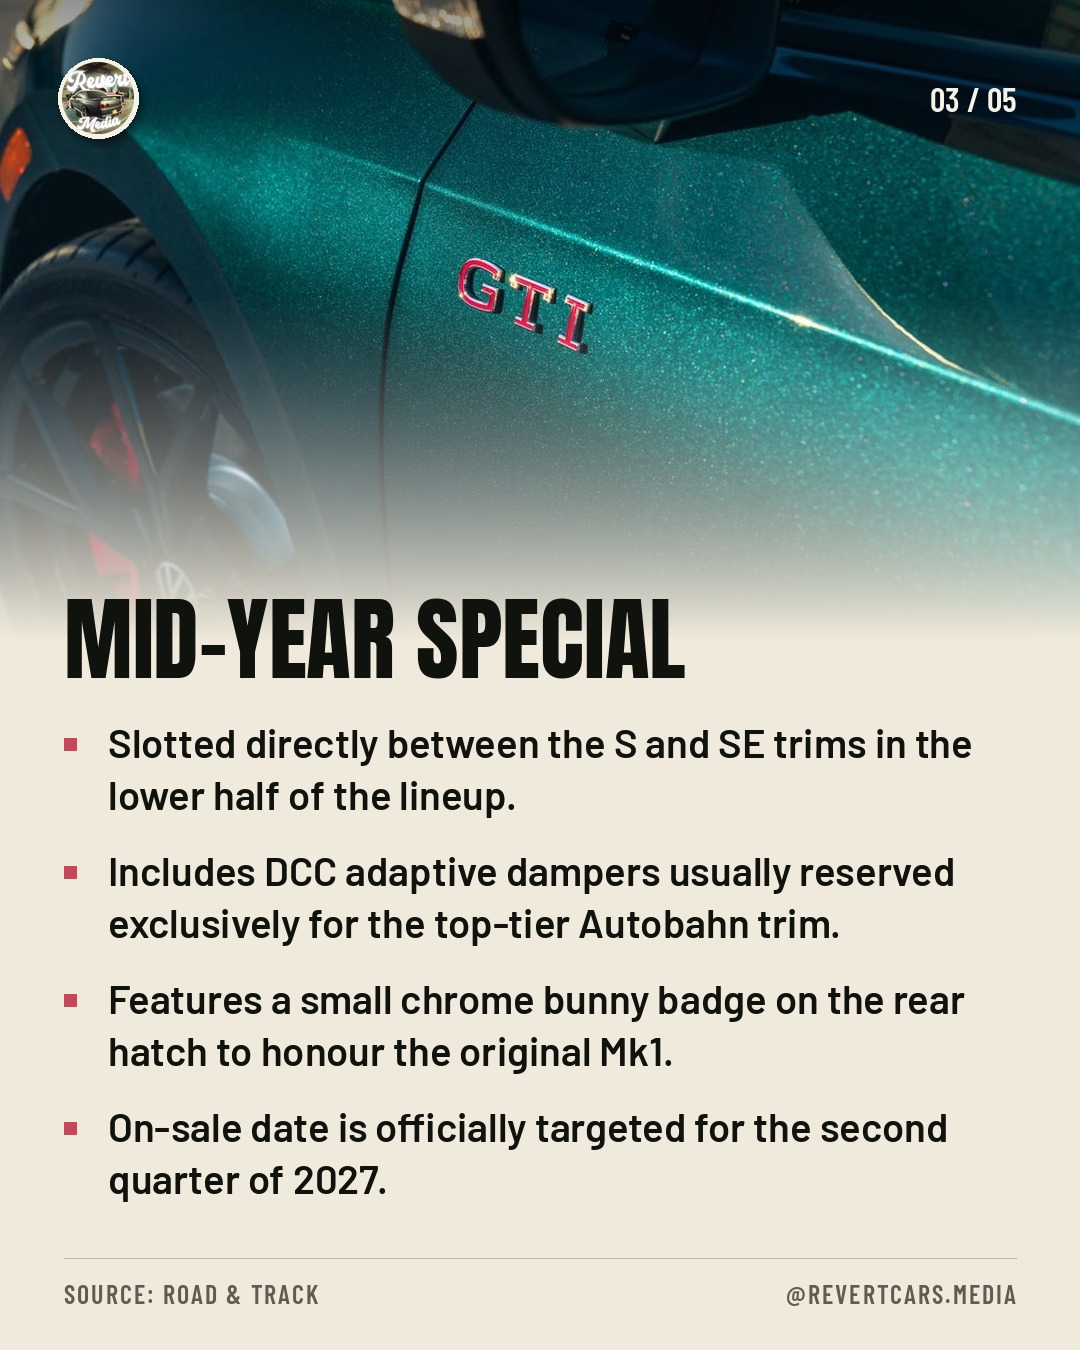 Revert
Media
03 / 05
GTI
MID-YEAR SPECIAL
Slotted directly between the S and SE trims in the
lower half of the lineup.
Includes DCC adaptive dampers usually reserved
exclusively for the top-tier Autobahn trim.
Features a small chrome bunny badge on the rear
hatch to honour the original Mk1.
On-sale date is officially targeted for the second
quarter of 2027.
SOURCE: ROAD & TRACK
@REVERTCARS.MEDIA